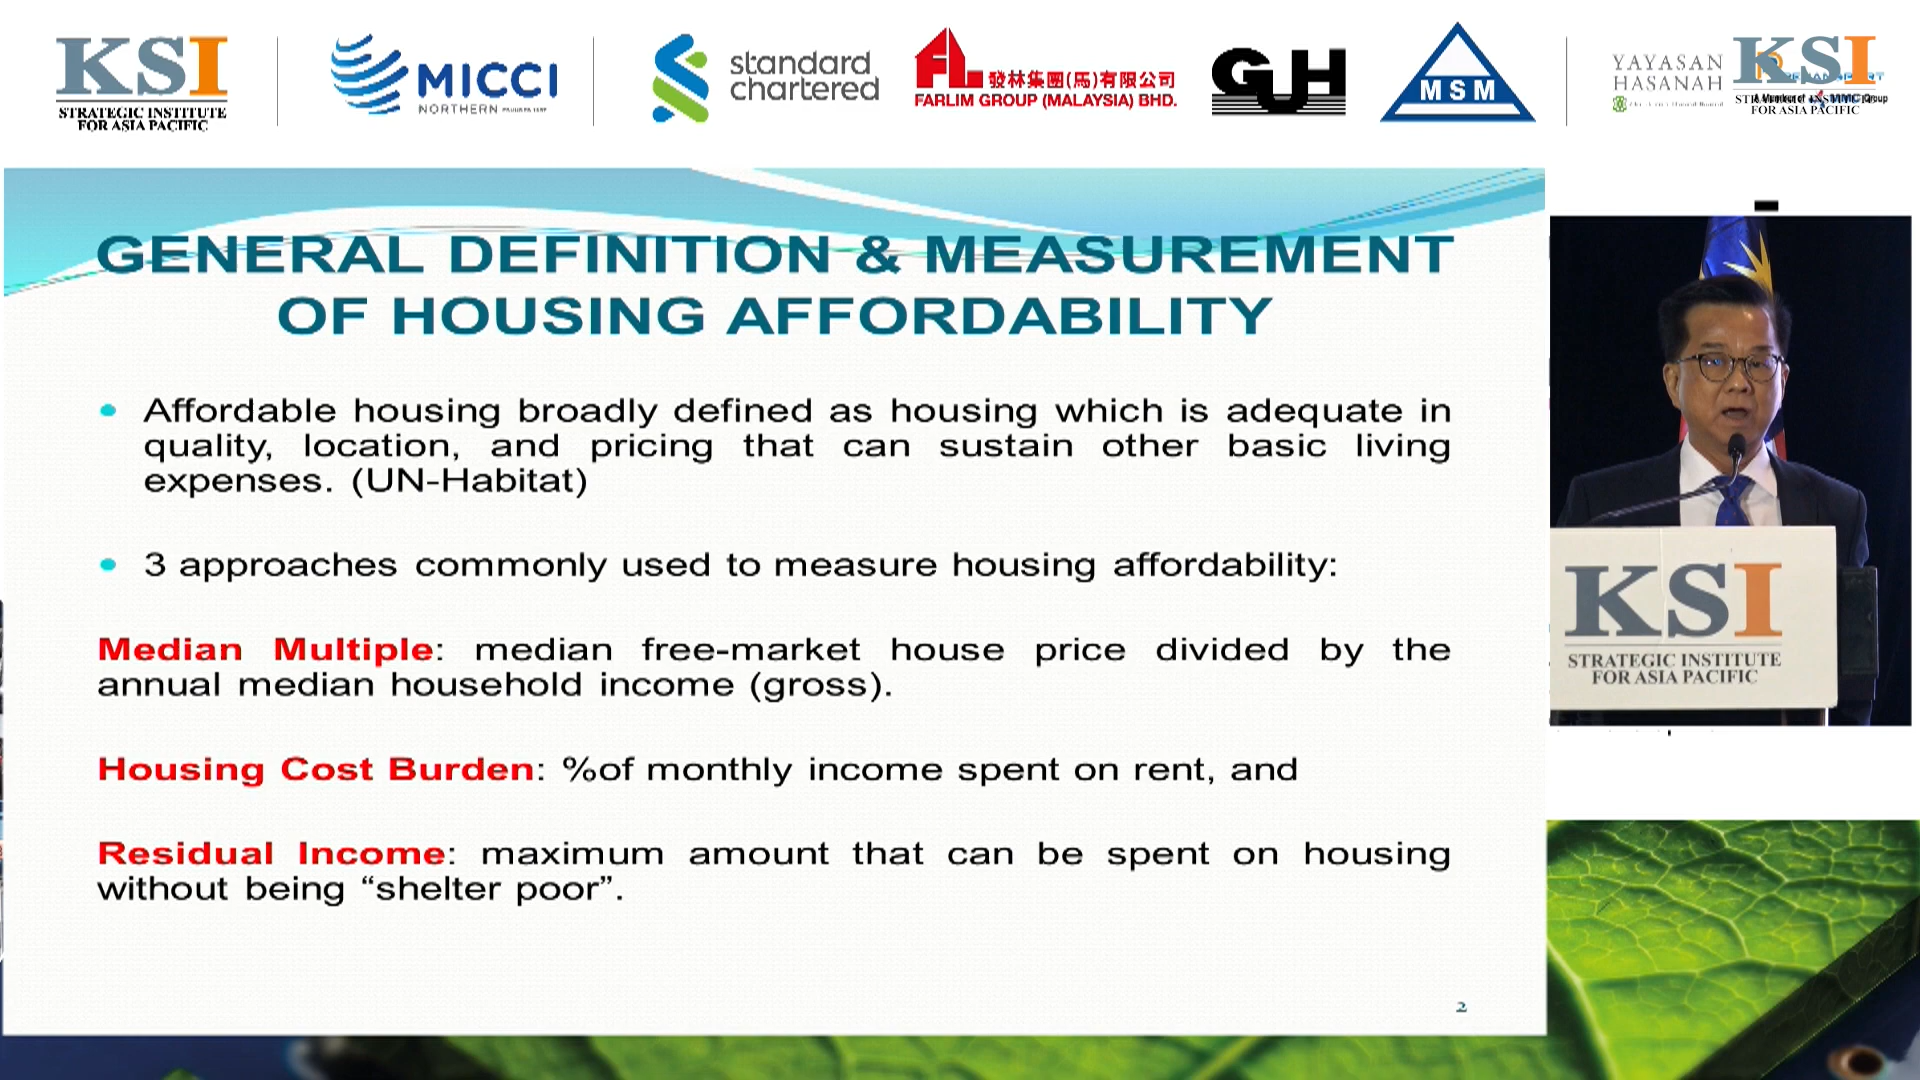 KSI
STRATEGIC INSTITUTE
FOR ASIA PACIFIC
MICCI
NORTHERN
standard
chartered
FL 發林集團(馬)有限公司
FARLIM GROUP (MALAYSIA) BHD.
GUH
MSM
YAYASAN
HASANAH
KSI
FOR ASIA PACIFIC
GENERAL DEFINITION & MEASUREMENT
OF HOUSING AFFORDABILITY
• Affordable housing broadly defined as housing which is adequate in
quality, location, and pricing that can sustain other basic living
expenses. (UN-Habitat)
• 3 approaches commonly used to measure housing affordability:
Median Multiple: median free-market house price divided by the
annual median household income (gross).
Housing Cost Burden: %of monthly income spent on rent, and
Residual Income: maximum amount that can be spent on housing
without being “shelter poor”.
2
KSI
STRATEGIC INSTITUTE
FOR ASIA PACIFIC